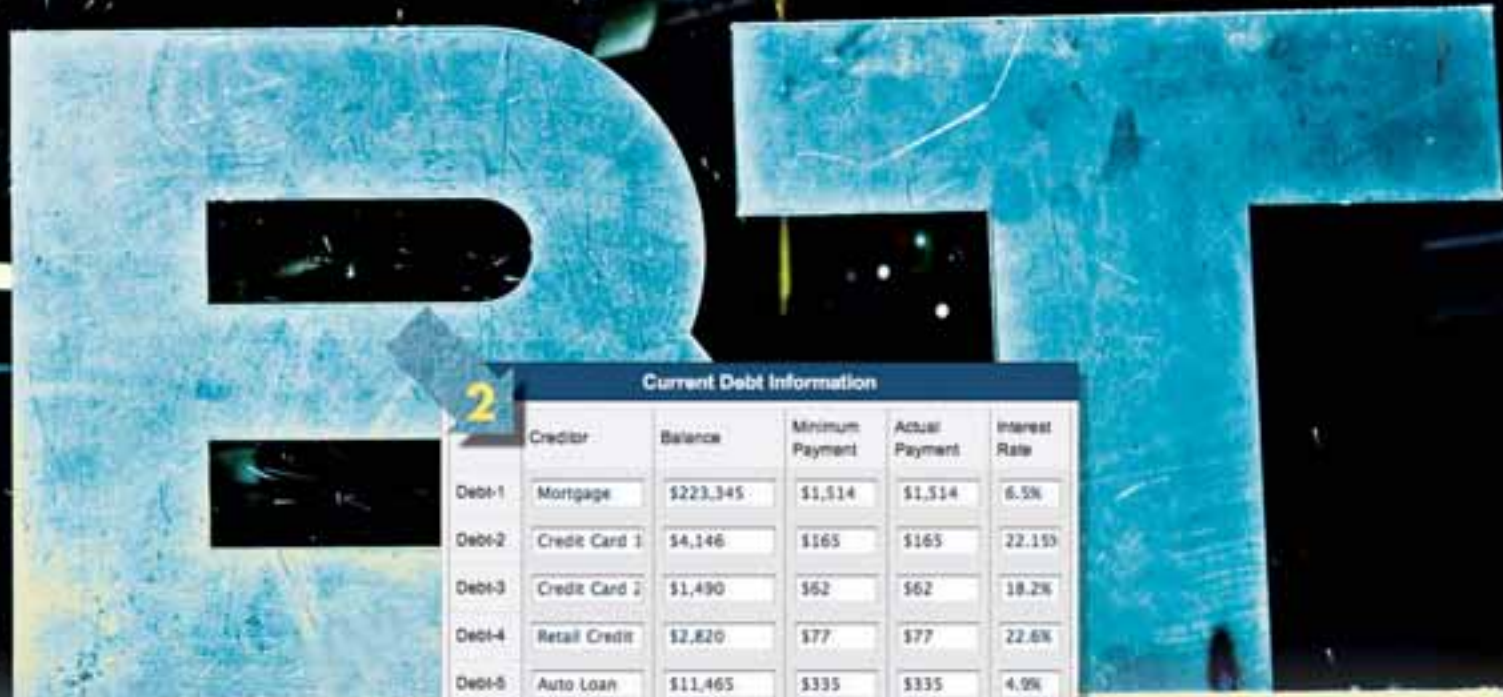 BT
2
Current Debt Information
Creditor Balance Minimum Payment Actual Payment Interest Rate
Debt-1 Mortgage $223,345 $1,514 $1,514 6.5%
Debt-2 Credit Card 1 $4,146 $165 $165 22.15%
Debt-3 Credit Card 2 $1,490 $62 $62 18.2%
Debt-4 Retail Credit $2,820 $77 $77 22.6%
Debt-5 Auto Loan $11,465 $335 $335 4.9%